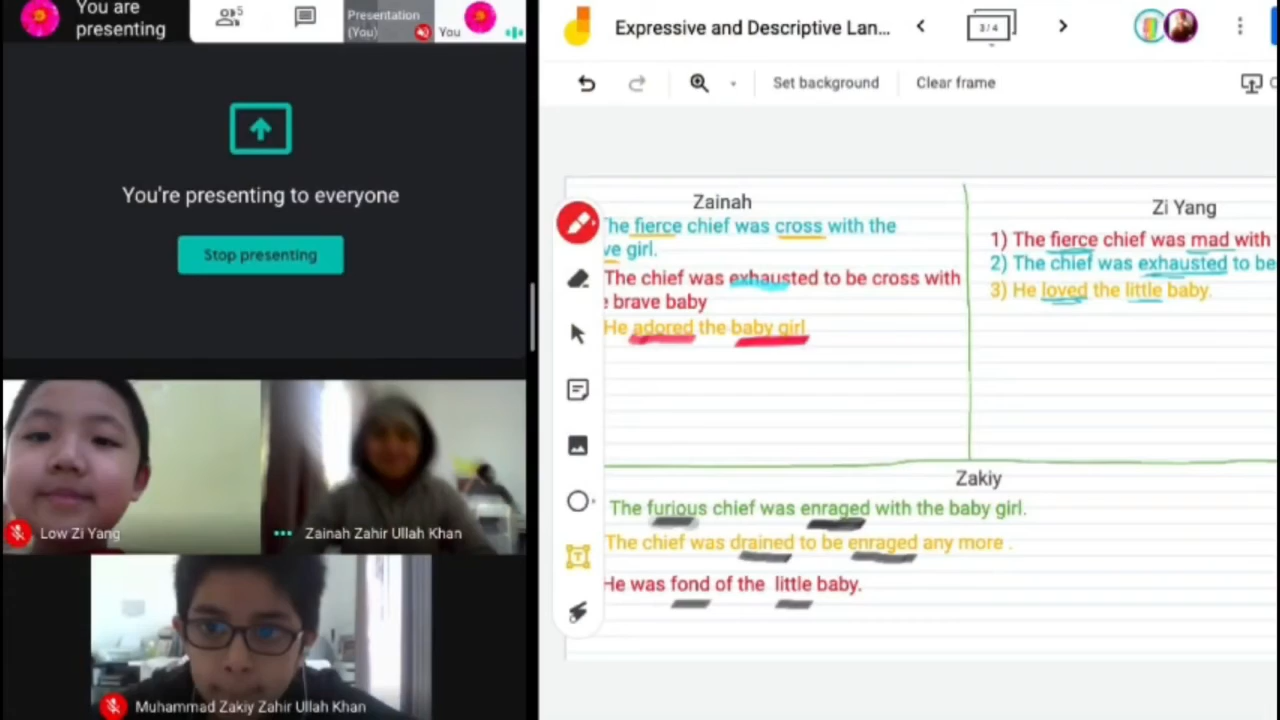 You are
presenting
5
Presentation
(You)
You
You're presenting to everyone
Stop presenting
Low Zi Yang
Zainah Zahir Ullah Khan
Muhammad Zakiy Zahir Ullah Khan
Expressive and Descriptive Lan...
3/4
Set background
Clear frame
Zainah
The fierce chief was cross with the
ve girl.
The chief was exhausted to be cross with
e brave baby
He adored the baby girl
Zi Yang
1) The fierce chief was mad with
2) The chief was exhausted to be
3) He loved the little baby.
Zakiy
The furious chief was enraged with the baby girl.
The chief was drained to be enraged any more .
He was fond of the little baby.